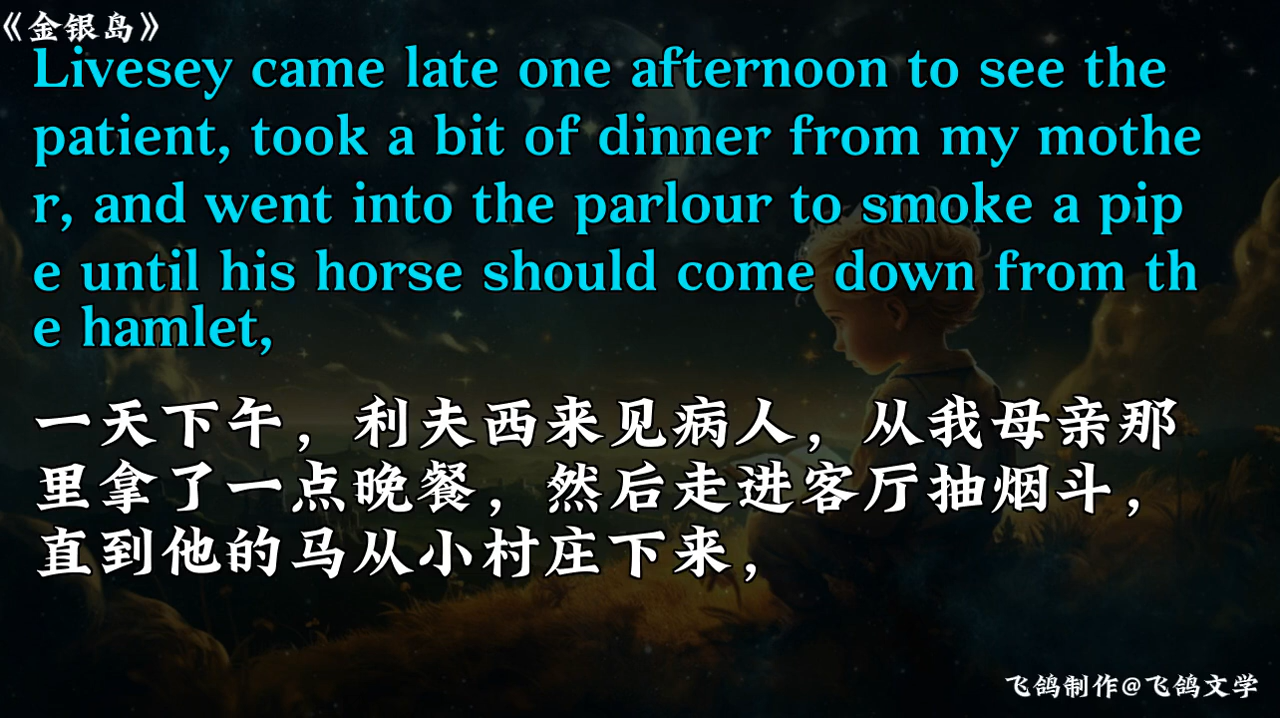 《金银岛》
Livesey came late one afternoon to see the
patient, took a bit of dinner from my mothe
r, and went into the parlour to smoke a pip
e until his horse should come down from th
e hamlet,
一天下午，利夫西来见病人，从我母亲那
里拿了一点晚餐，然后走进客厅抽烟斗，
直到他的马从小村庄下来，
飞鸽制作@飞鸽文学